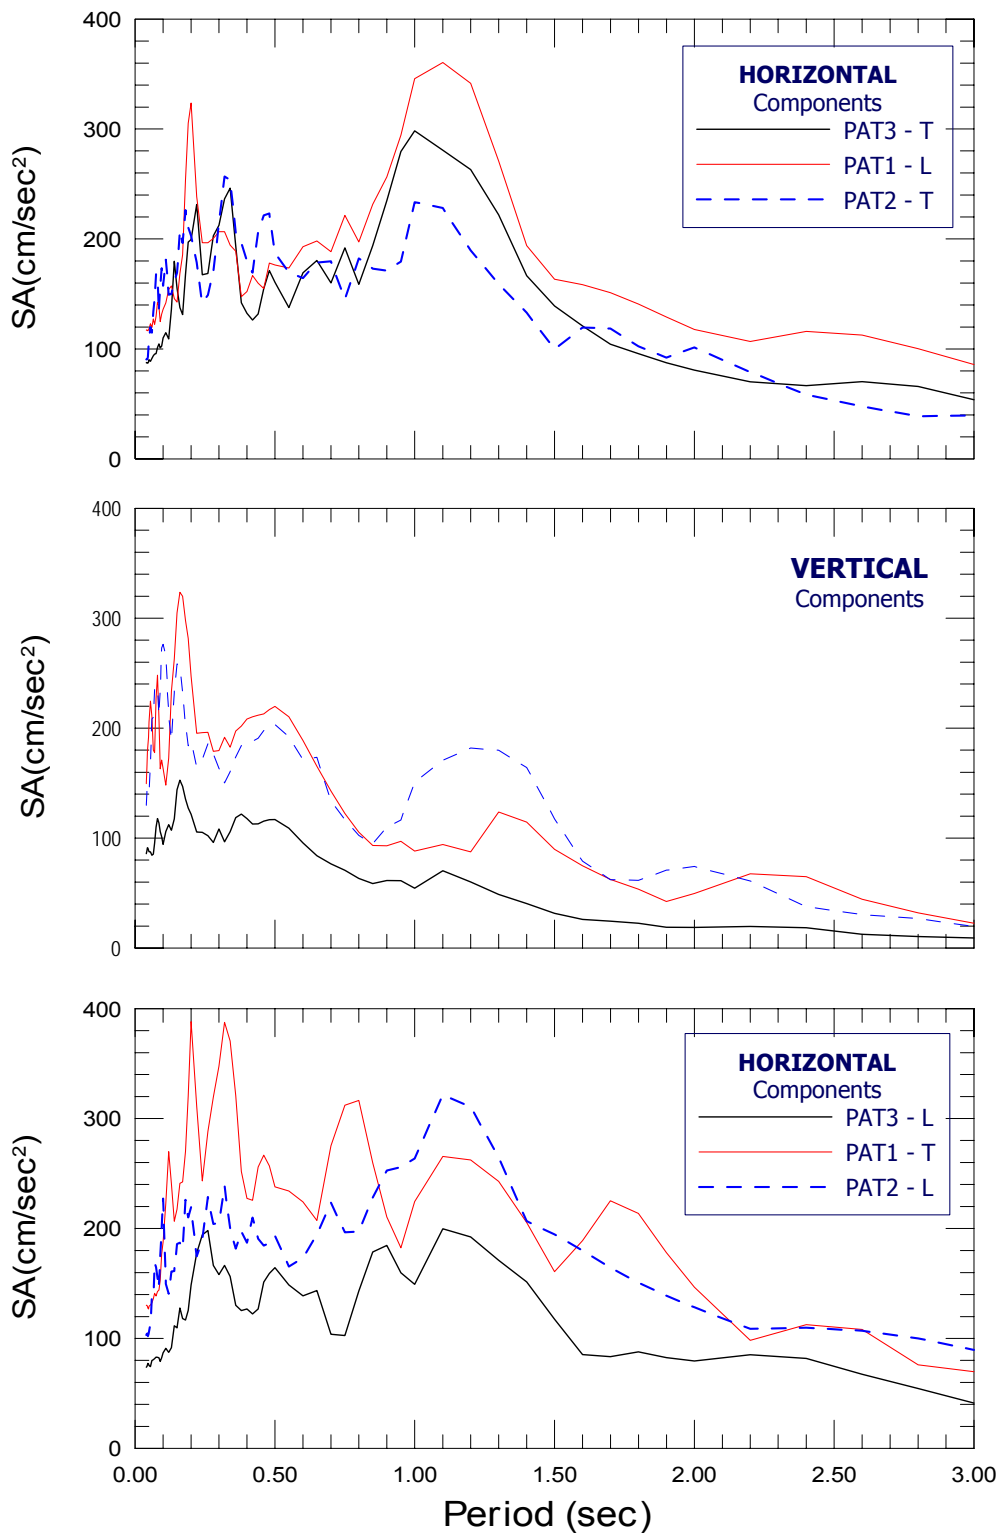 400
300
200
100
0
SA(cm/sec²)
HORIZONTAL
Components
PAT3 - T
PAT1 - L
PAT2 - T
400
300
200
100
0
SA(cm/sec²)
VERTICAL
Components
400
300
200
100
0
SA(cm/sec²)
HORIZONTAL
Components
PAT3 - L
PAT1 - T
PAT2 - L
0.00 0.50 1.00 1.50 2.00 2.50 3.00
Period (sec)